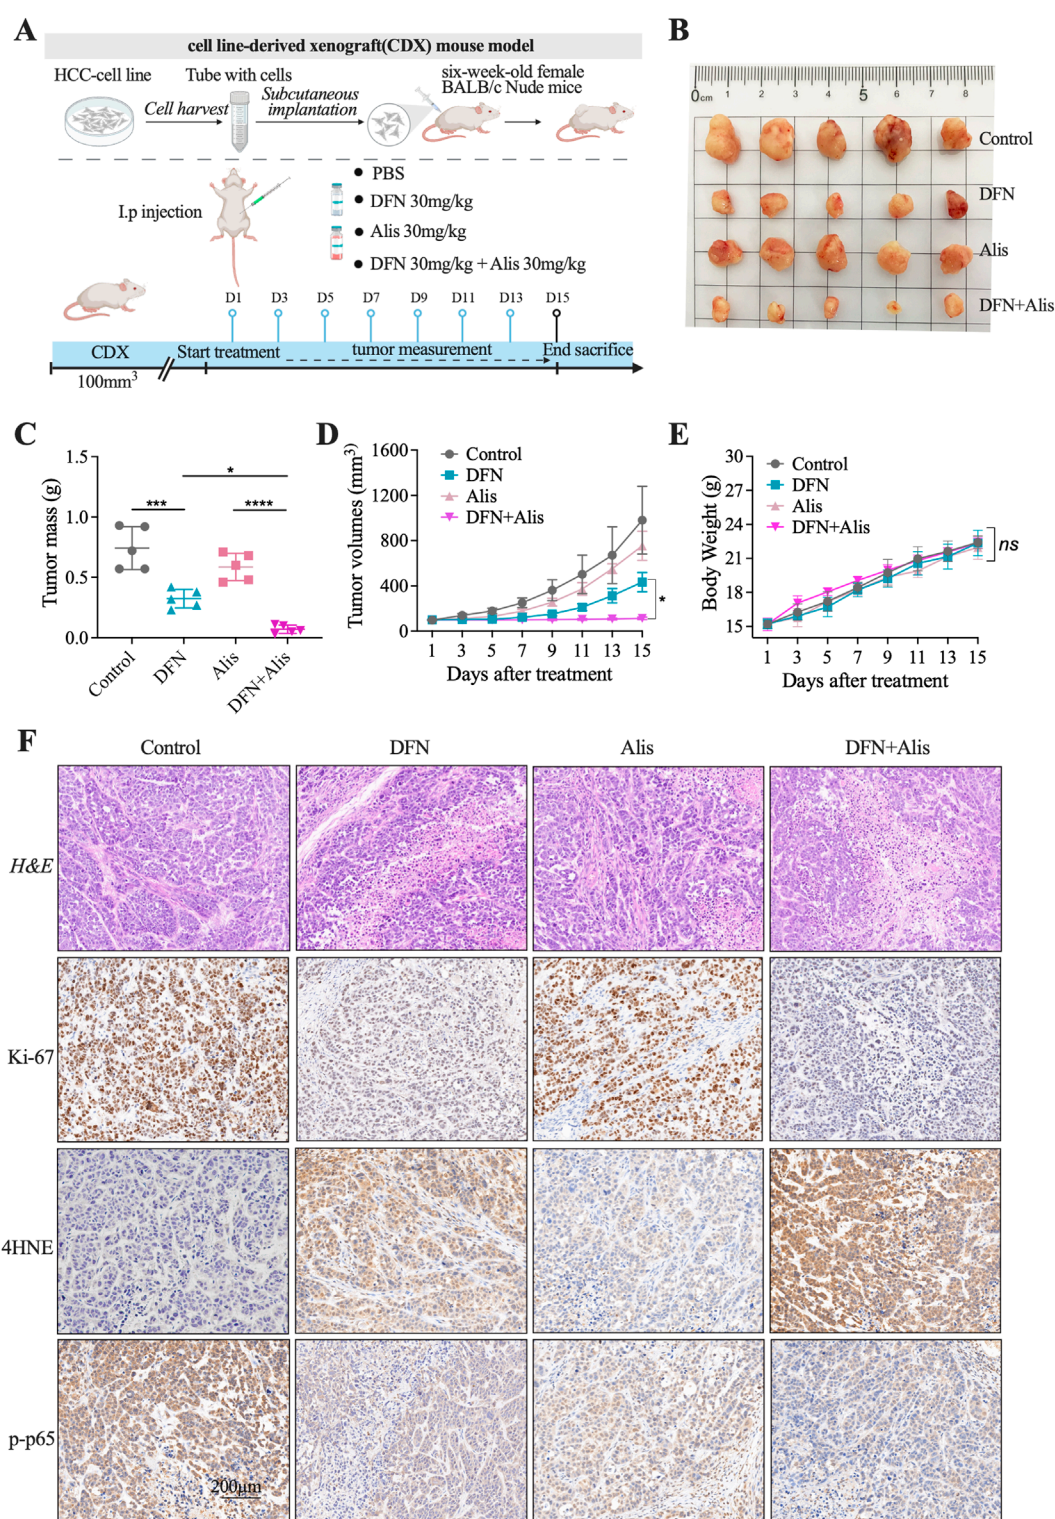 A
cell line-derived xenograft(CDX) mouse model
HCC-cell line
Tube with cells
six-week-old female
BALB/c Nude mice
Cell harvest
Subcutaneous
implantation
I.p injection
PBS
DFN 30mg/kg
Alis 30mg/kg
DFN 30mg/kg + Alis 30mg/kg
D1 D3 D5 D7 D9 D11 D13 D15
CDX
Start treatment
tumor measurement
End sacrifice
100mm³
B
0cm 1 2 3 4 5 6 7 8
Control
DFN
Alis
DFN+Alis
C
Tumor mass (g)
1.5
1.0
0.5
0.0
*
***
****
Control
DFN
Alis
DFN+Alis
D
Tumor volumes (mm³)
1600
1200
800
400
0
Control
DFN
Alis
DFN+Alis
*
1 3 5 7 9 11 13 15
Days after treatment
E
Body Weight (g)
30
27
24
21
18
15
Control
DFN
Alis
DFN+Alis
ns
1 3 5 7 9 11 13 15
Days after treatment
F
Control DFN Alis DFN+Alis
H&E
Ki-67
4HNE
p-p65
200μm